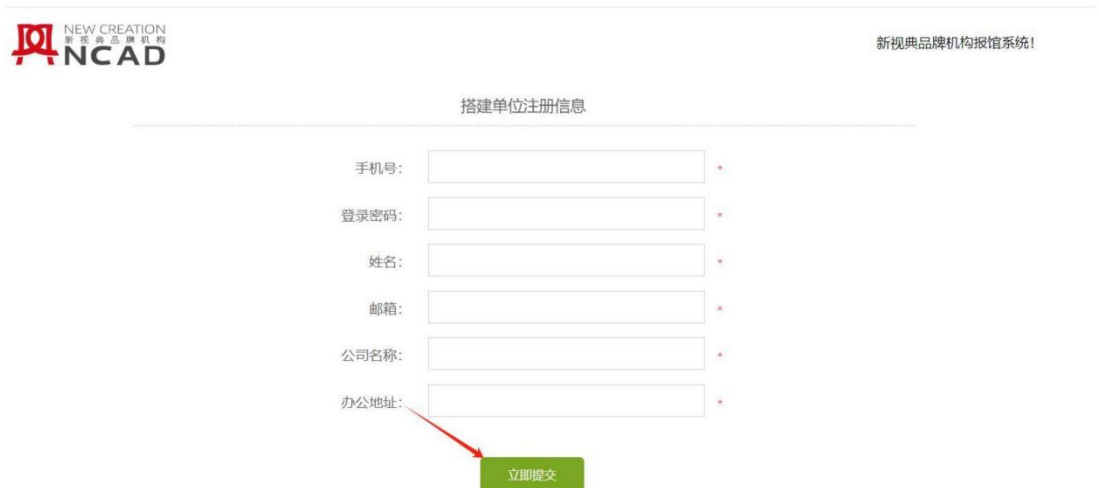 NEW CREATION
新视典品牌机构
NCAD
新视典品牌机构报馆系统!
搭建单位注册信息
手机号: *
登录密码: *
姓名: *
邮箱: *
公司名称: *
办公地址: *
立即提交